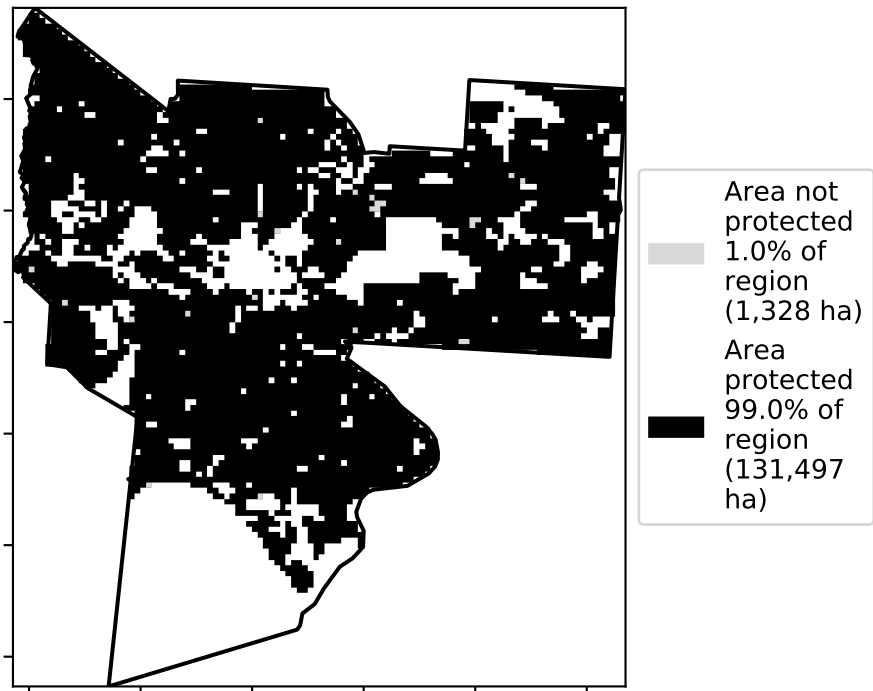 Area not
protected
1.0% of
region
(1,328 ha)
Area
protected
99.0% of
region
(131,497
ha)